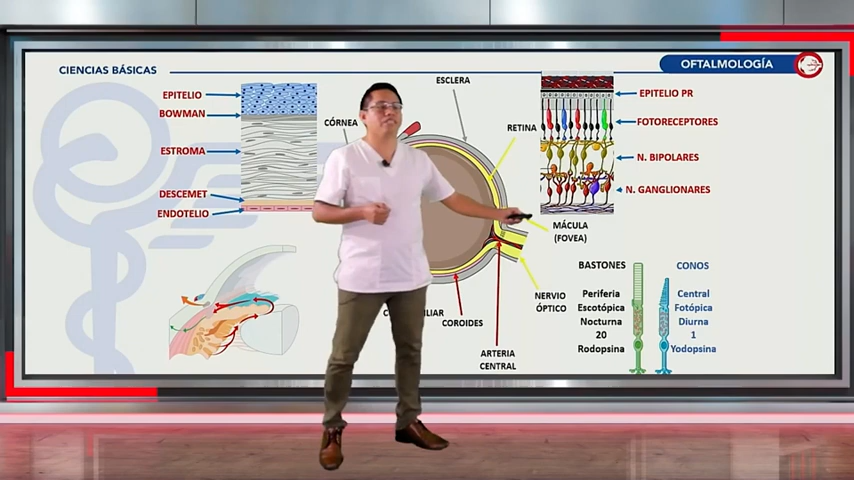 CIENCIAS BÁSICAS
OFTALMOLOGÍA
EPITELIO
BOWMAN
ESTROMA
DESCEMET
ENDOTELIO
CÓRNEA
ESCLERA
RETINA
EPITELIO PR
FOTORECEPTORES
N. BIPOLARES
N. GANGLIONARES
MÁCULA
(FOVEA)
NERVIO
ÓPTICO
COROIDES
ARTERIA
CENTRAL
BASTONES
Periferia
Escotópica
Nocturna
20
Rodopsina
CONOS
Central
Fotópica
Diurna
1
Yodopsina